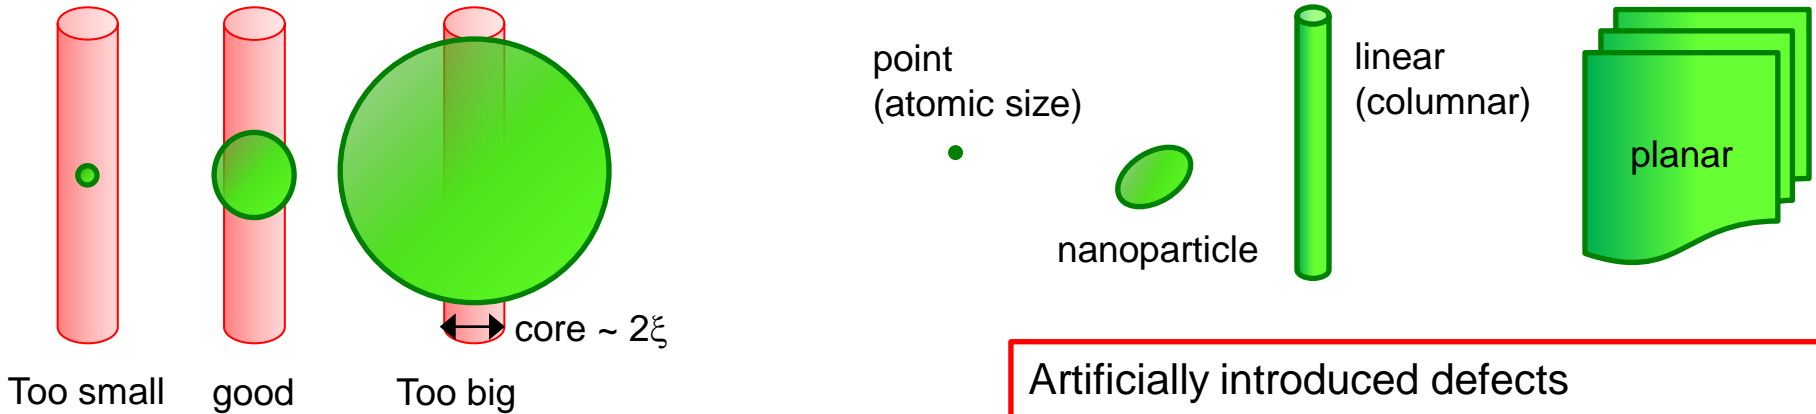 Too small
good
Too big
core ~ 2ξ
point
(atomic size)
nanoparticle
linear
(columnar)
planar
Artificially introduced defects